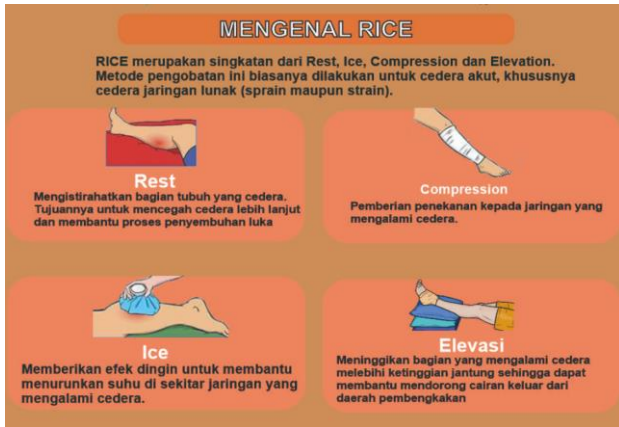 MENGENAL RICE
RICE merupakan singkatan dari Rest, Ice, Compression dan Elevation.
Metode pengobatan ini biasanya dilakukan untuk cedera akut, khususnya
cedera jaringan lunak (sprain maupun strain).
Rest
Mengistirahatkan bagian tubuh yang cedera.
Tujuannya untuk mencegah cedera lebih lanjut
dan membantu proses penyembuhan luka
Compression
Pemberian penekanan kepada jaringan yang
mengalami cedera.
Ice
Memberikan efek dingin untuk membantu
menurunkan suhu di sekitar jaringan yang
mengalami cedera.
Elevasi
Meninggikan bagian yang mengalami cedera
melebihi ketinggian jantung sehingga dapat
membantu mendorong cairan keluar dari
daerah pembengkakan